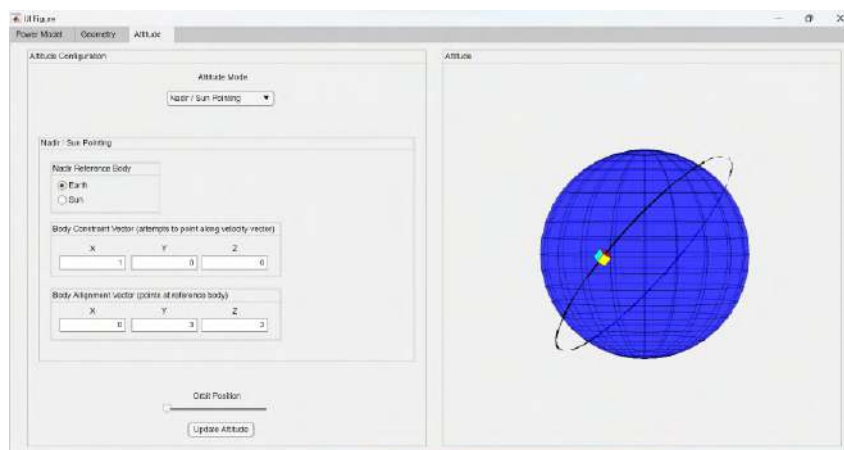 UI Figure
Power Model Geometry Attitude
Attitude Configuration
Attitude Mode
Nadir / Sun Pointing
Nadir / Sun Pointing
Nadir Reference Body
Earth
Sun
Body Constraint Vector (attempts to point along velocity vector)
X Y Z
1 0 0
Body Alignment Vector (points at reference body)
X Y Z
0 3 3
Orbit Position
Update Attitude
Attitude